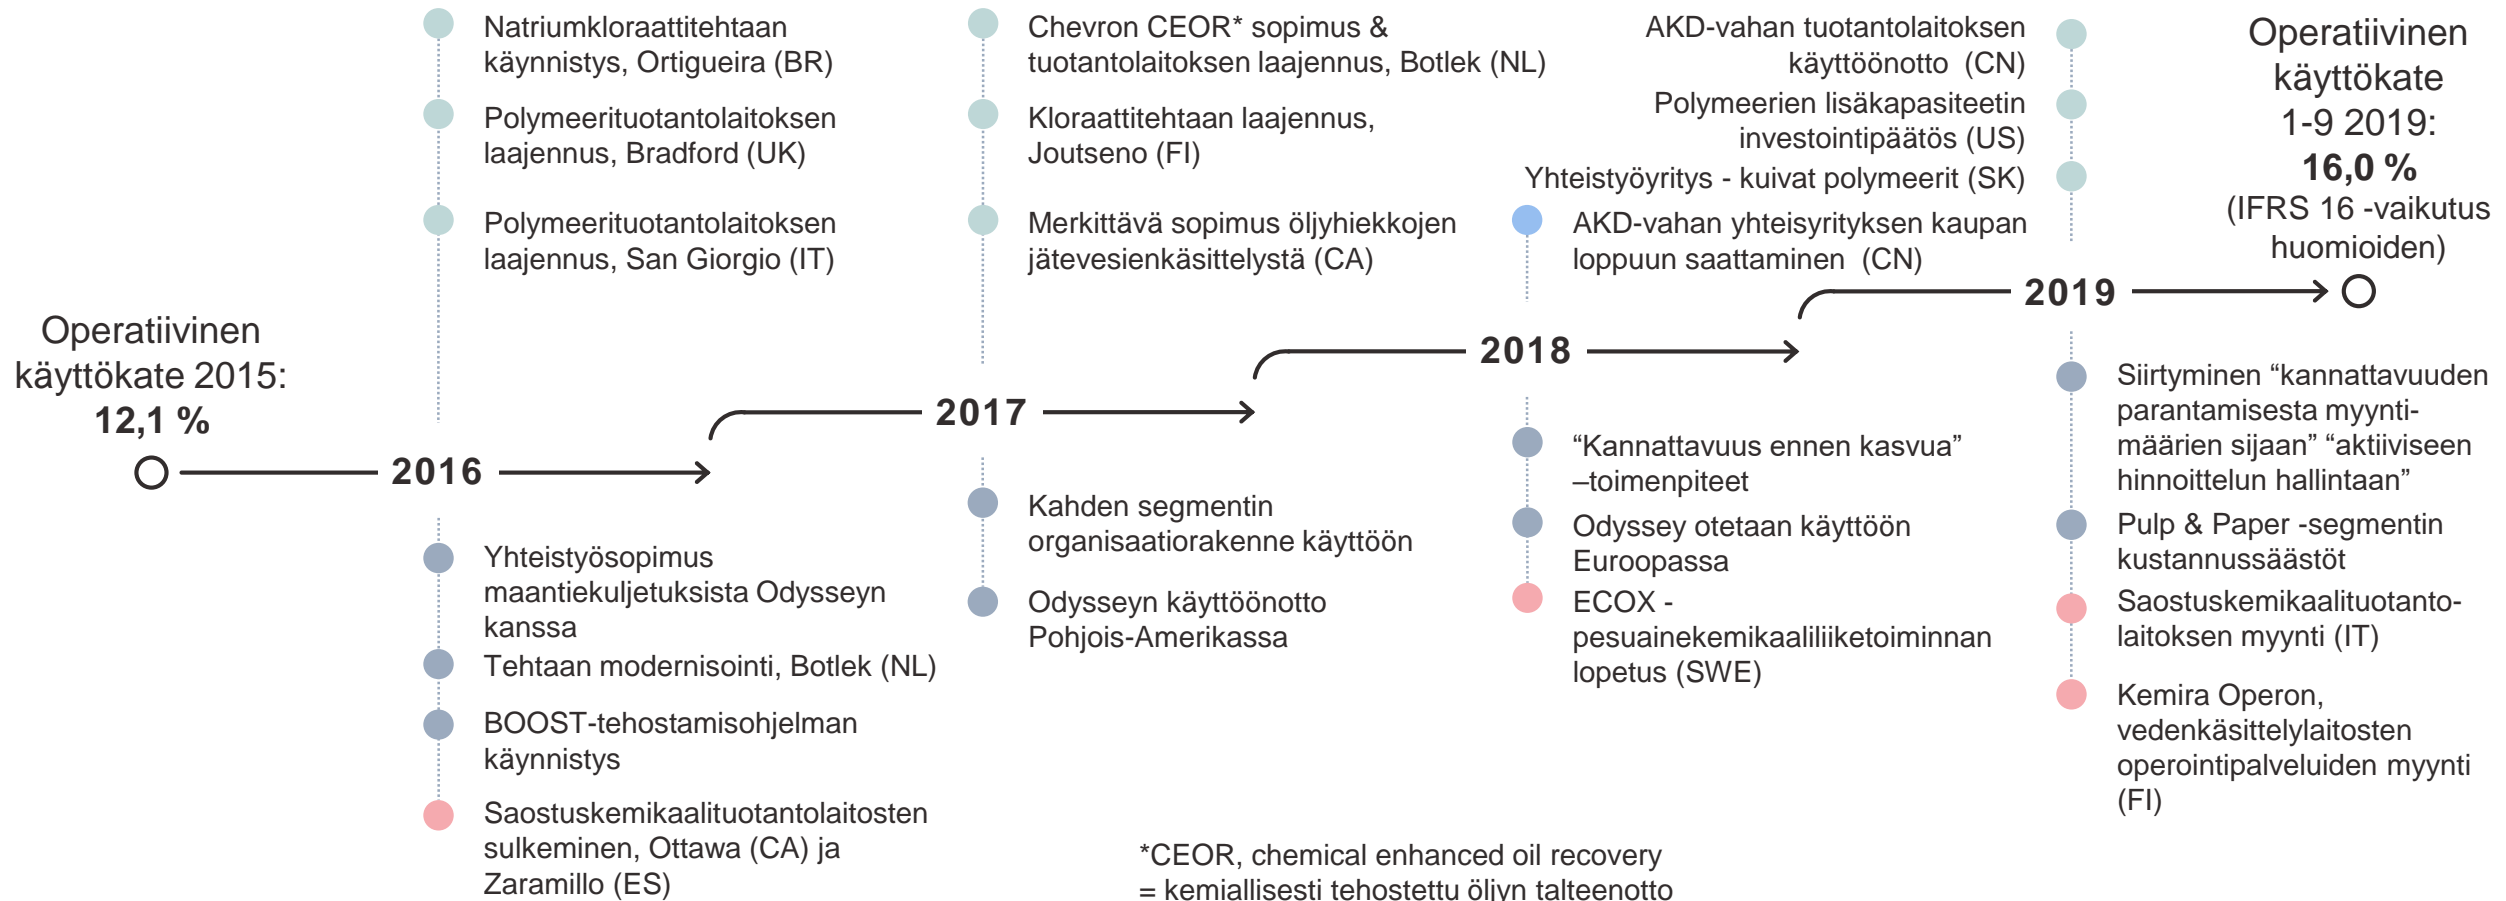 Operatiivinen
käyttökate 2015:
12,1 %
2016
Natriumkloraattitehtaan
käynnistys, Ortigueira (BR)
Polymeerituotantolaitoksen
laajennus, Bradford (UK)
Polymeerituotantolaitoksen
laajennus, San Giorgio (IT)
Yhteistyösopimus
maantiekuljetuksista Odysseyn
kanssa
Tehtaan modernisointi, Botlek (NL)
BOOST-tehostamisohjelman
käynnistys
Saostuskemikaalituotantolaitosten
sulkeminen, Ottawa (CA) ja
Zaramillo (ES)
2017
Chevron CEOR* sopimus &
tuotantolaitoksen laajennus, Botlek (NL)
Kloraattitehtaan laajennus,
Joutseno (FI)
Merkittävä sopimus öljyhiekkojen
jätevesienkäsittelystä (CA)
Kahden segmentin
organisaatiorakenne käyttöön
Odysseyn käyttöönotto
Pohjois-Amerikassa
2018
AKD-vahan yhteisyrityksen kaupan
loppuun saattaminen (CN)
“Kannattavuus ennen kasvua”
–toimenpiteet
Odyssey otetaan käyttöön
Euroopassa
ECOX -
pesuainekemikaaliliiketoiminnan
lopetus (SWE)
2019
AKD-vahan tuotantolaitoksen
käyttöönotto (CN)
Polymeerien lisäkapasiteetin
investointipäätös (US)
Yhteistyöyritys - kuivat polymeerit (SK)
Siirtyminen “kannattavuuden
parantamisesta myynti-
määrien sijaan” “aktiiviseen
hinnoittelun hallintaan”
Pulp & Paper -segmentin
kustannussäästöt
Saostuskemikaalituotanto-
laitoksen myynti (IT)
Kemira Operon,
vedenkäsittelylaitosten
operointipalveluiden myynti
(FI)
Operatiivinen
käyttökate
1-9 2019:
16,0 %
(IFRS 16 -vaikutus
huomioiden)
*CEOR, chemical enhanced oil recovery
= kemiallisesti tehostettu öljyn talteenotto